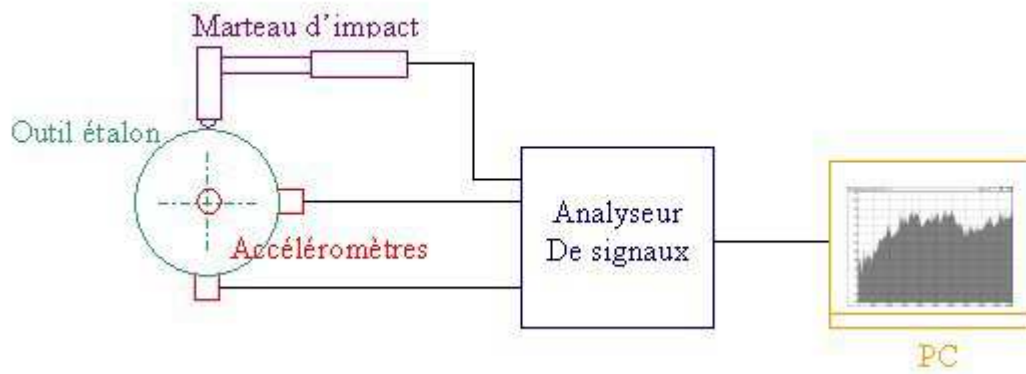 Marteau d'impact
Outil étalon
Accéléromètres
Analyseur
De signaux
PC